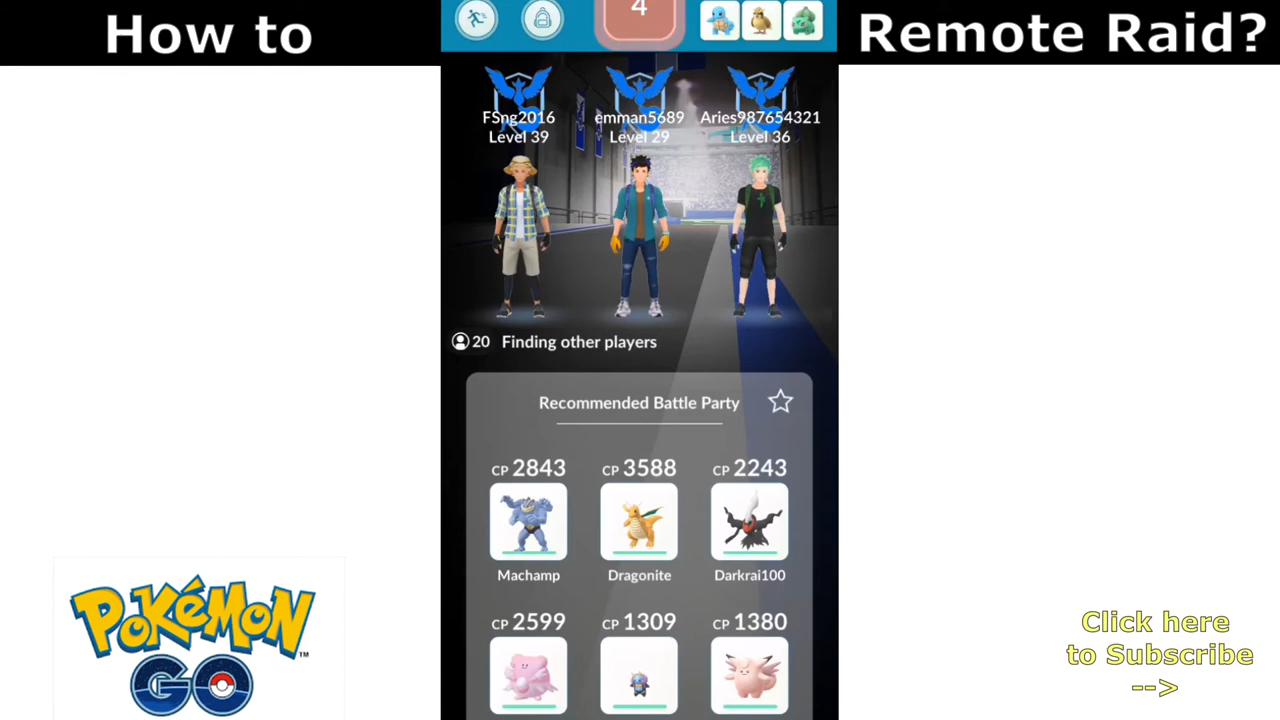 How to
Remote Raid?
4
FSng2016
Level 39
emman5689
Level 29
Aries987654321
Level 36
20 Finding other players
Recommended Battle Party
CP 2843
CP 3588
CP 2243
Machamp
Dragonite
Darkrai100
CP 2599
CP 1309
CP 1380
POKéMON
TM
GO
Click here
to Subscribe
-->